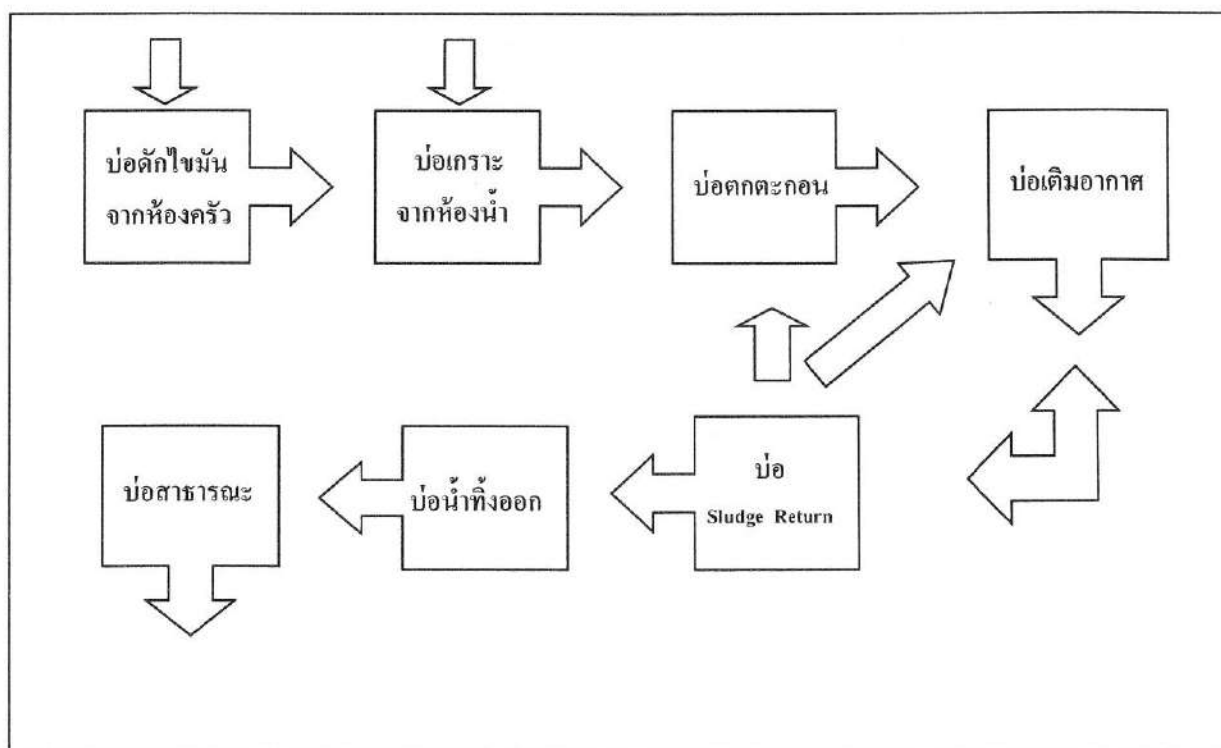 บ่อดักไขมัน
จากห้องครัว
บ่อเกราะ
จากห้องน้ำ
บ่อตกตะกอน
บ่อเติมอากาศ
บ่อสาธารณะ
บ่อน้ำทิ้งออก
บ่อ
Sludge Return